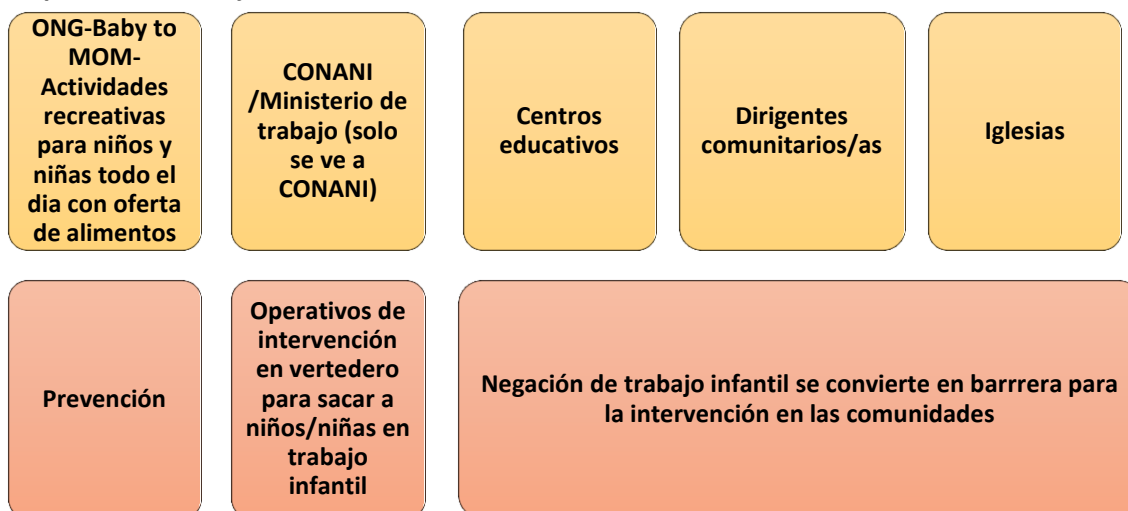 ONG-Baby to
MOM-
Actividades
recreativas
para niños y
niñas todo el
dia con oferta
de alimentos
CONANI
/Ministerio de
trabajo (solo
se ve a
CONANI)
Centros
educativos
Dirigentes
comunitarios/as
Iglesias
Prevención
Operativos de
intervención
en vertedero
para sacar a
niños/niñas en
trabajo
infantil
Negación de trabajo infantil se convierte en barrrera para
la intervención en las comunidades